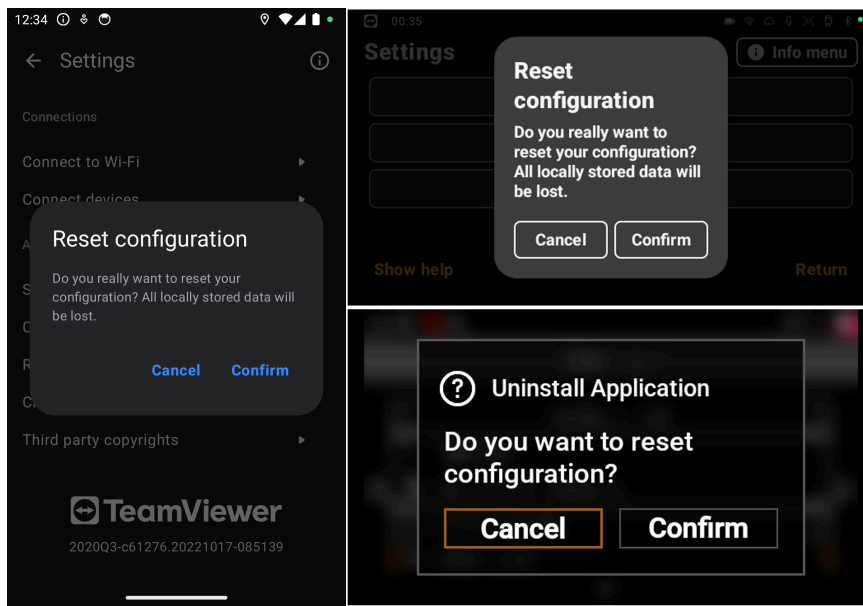 12:34
Settings
Connections
Connect to Wi-Fi
Connect devices
A
Reset configuration
S
Do you really want to reset your
configuration? All locally stored data will
be lost.
C
R
Cancel Confirm
C
Third party copyrights
TeamViewer
2020Q3-c61276.20221017-085139
00:35
Settings
Info menu
Reset
configuration
Do you really want to
reset your configuration?
All locally stored data will
be lost.
Cancel Confirm
Show help
Return
Uninstall Application
Do you want to reset
configuration?
Cancel Confirm